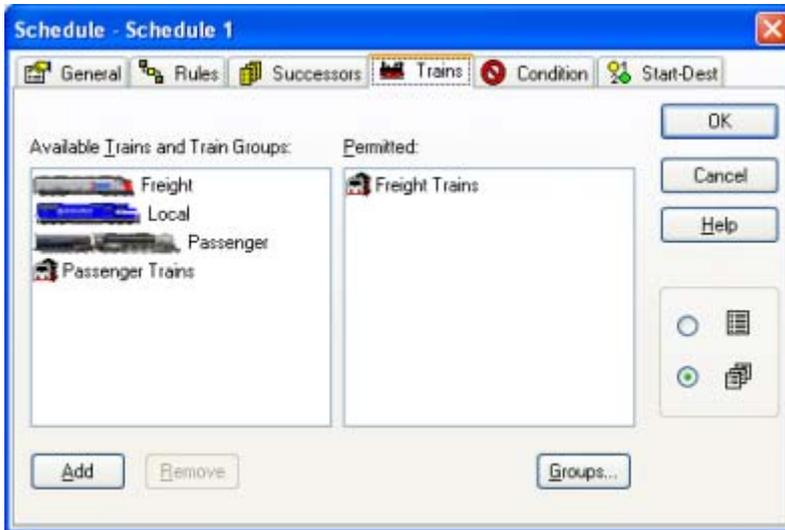 Schedule - Schedule 1
General Rules Successors Trains Condition Start-Dest
Available Trains and Train Groups:
Permitted:
Freight
Local
Passenger
Passenger Trains
Freight Trains
OK
Cancel
Help
Add
Remove
Groups...